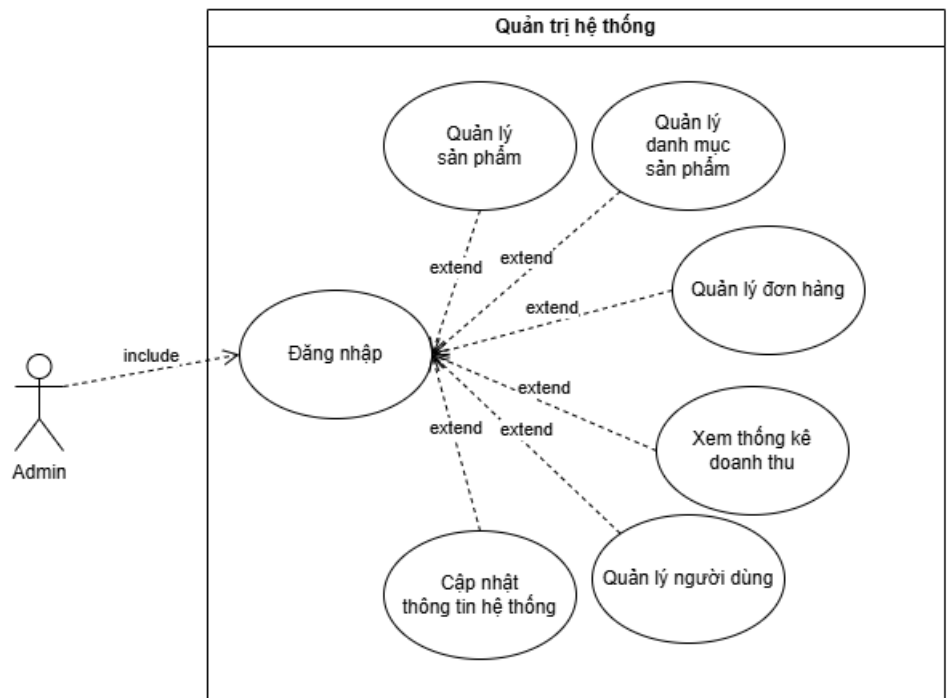 Quản trị hệ thống
Quản lý
sản phẩm
Quản lý
danh mục
sản phẩm
extend
extend
Quản lý đơn hàng
extend
Đăng nhập
include
extend
Admin
extend
extend
Xem thống kê
doanh thu
Cập nhật
thông tin hệ thống
Quản lý người dùng